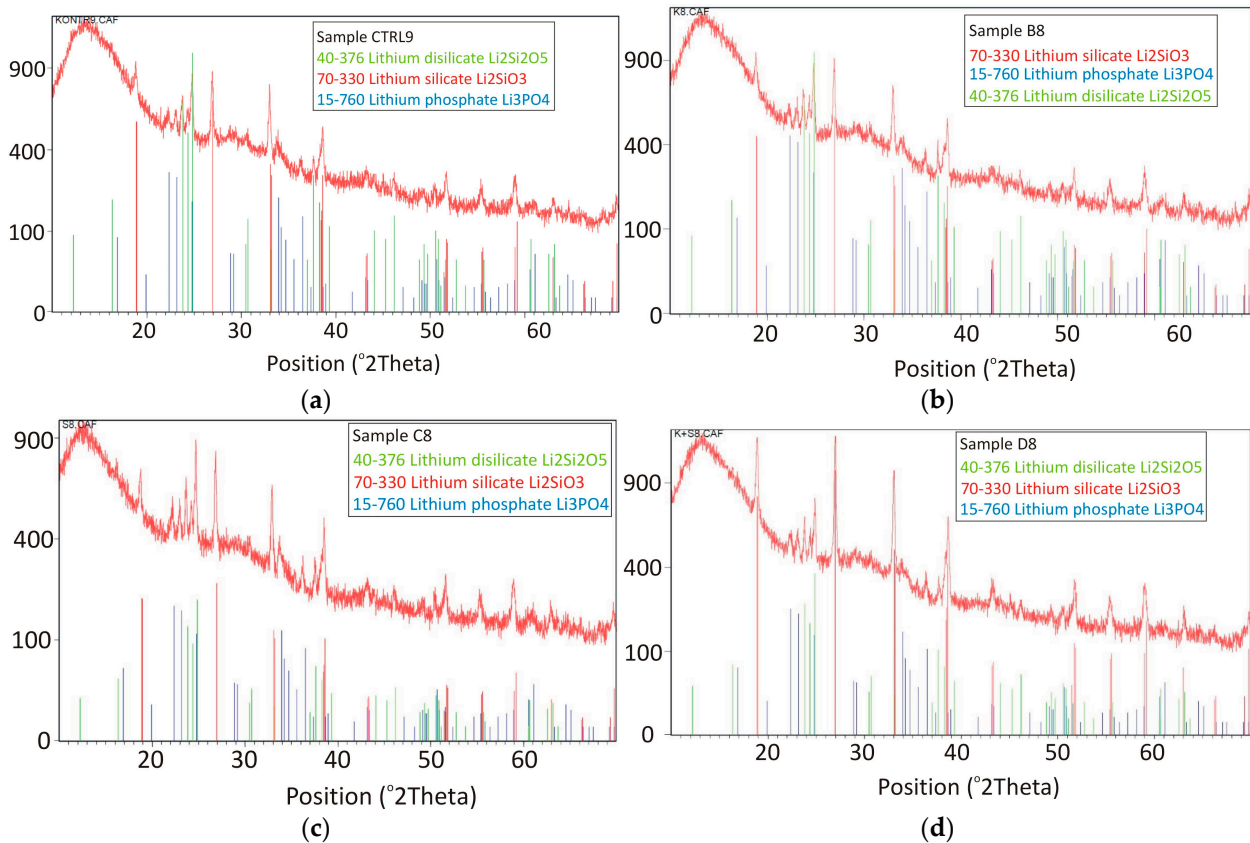 KONTR9.CAF
Sample CTRL9
40-376 Lithium disilicate Li2Si2O5
70-330 Lithium silicate Li2SiO3
15-760 Lithium phosphate Li3PO4
900
400
100
0
20 30 40 50 60
Position (°2Theta)
(a)
K8.CAF
Sample B8
70-330 Lithium silicate Li2SiO3
15-760 Lithium phosphate Li3PO4
40-376 Lithium disilicate Li2Si2O5
900
400
100
0
20 30 40 50 60
Position (°2Theta)
(b)
S8.CAF
Sample C8
40-376 Lithium disilicate Li2Si2O5
70-330 Lithium silicate Li2SiO3
15-760 Lithium phosphate Li3PO4
900
400
100
0
20 30 40 50 60
Position (°2Theta)
(c)
K+S8.CAF
Sample D8
40-376 Lithium disilicate Li2Si2O5
70-330 Lithium silicate Li2SiO3
15-760 Lithium phosphate Li3PO4
900
400
100
0
20 30 40 50 60
Position (°2Theta)
(d)